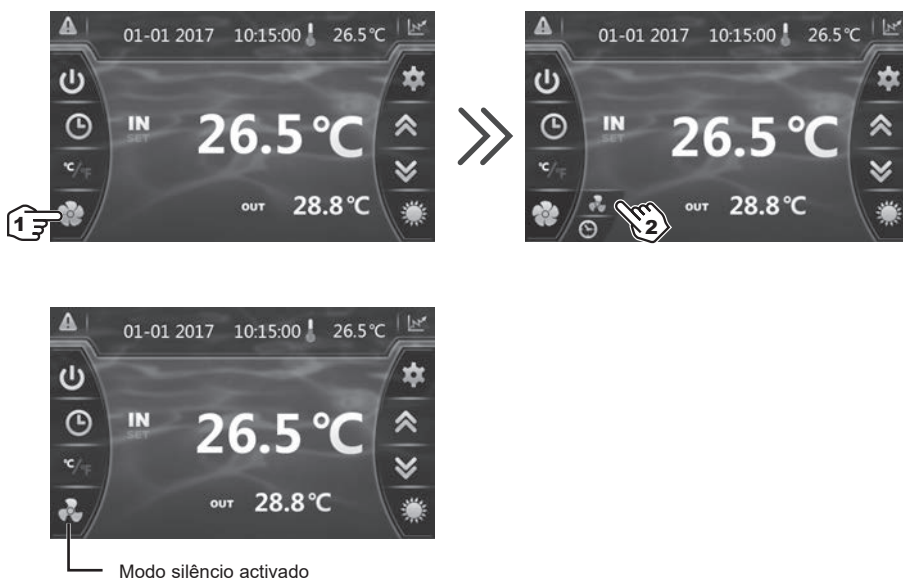 01-01 2017 10:15:00 26.5°C
°C/°F
IN
SET
26.5°C
OUT 28.8°C
1
01-01 2017 10:15:00 26.5°C
°C/°F
IN
SET
26.5°C
OUT 28.8°C
2
01-01 2017 10:15:00 26.5°C
°C/°F
IN
SET
26.5°C
OUT 28.8°C
Modo silêncio activado